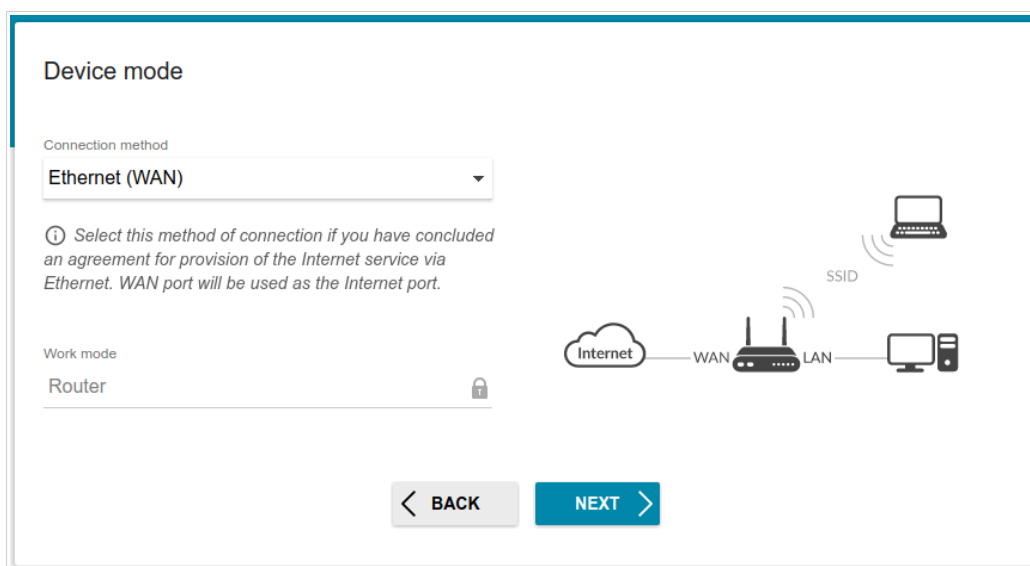 Device mode
Connection method
Ethernet (WAN)
Select this method of connection if you have concluded
an agreement for provision of the Internet service via
Ethernet. WAN port will be used as the Internet port.
Work mode
Router
SSID
Internet
WAN
LAN
BACK
NEXT